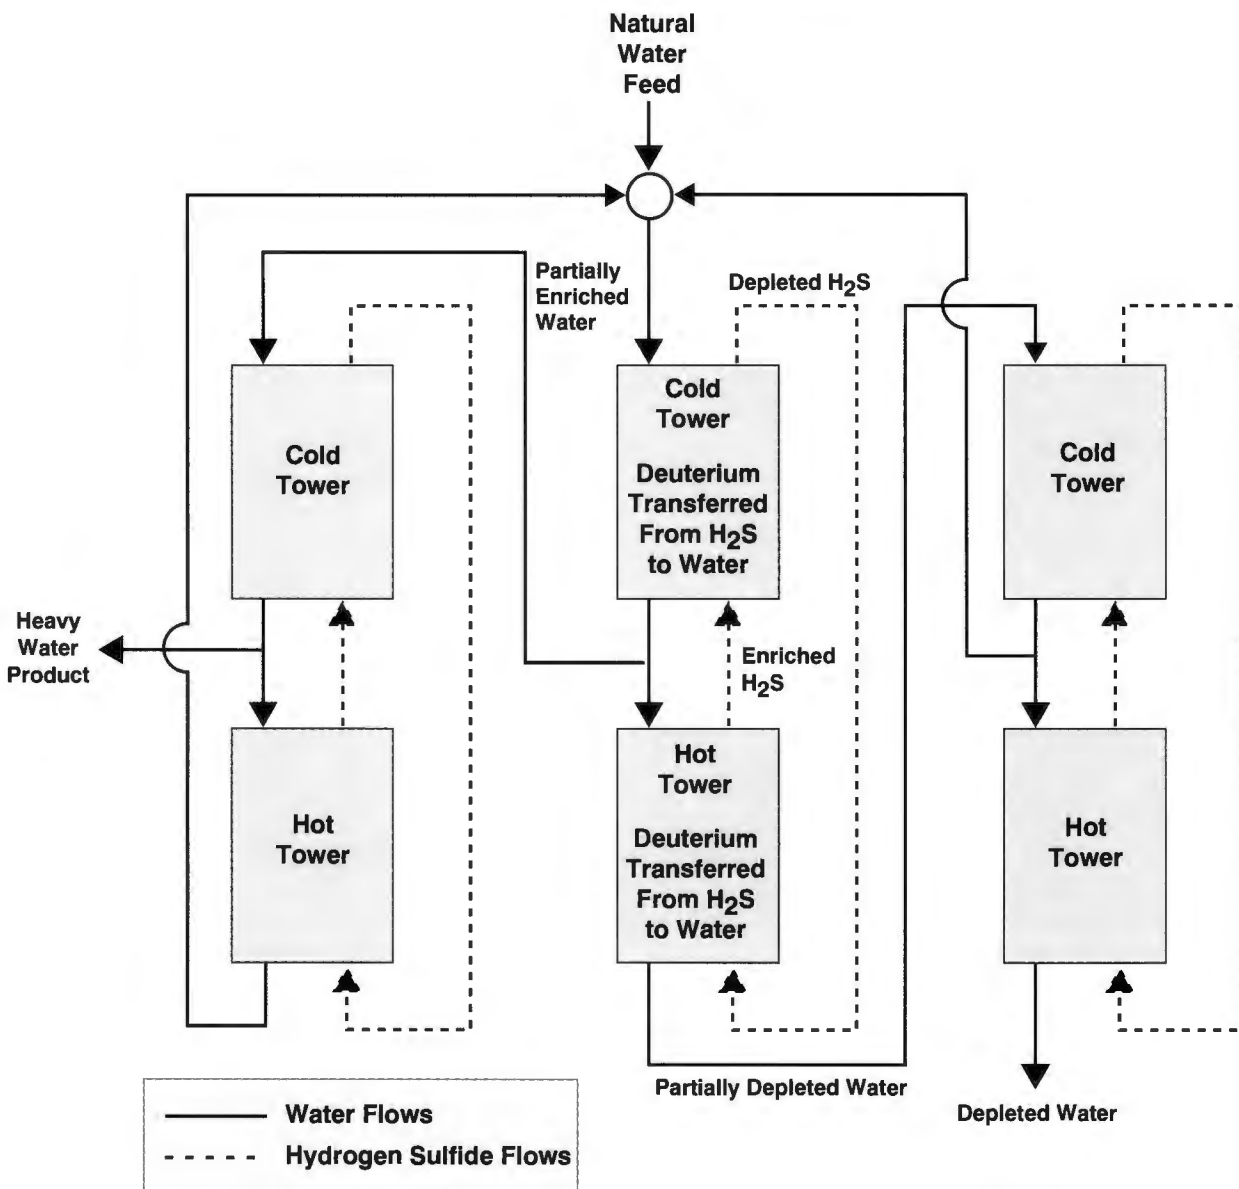 Natural
Water
Feed
Partially
Enriched
Water
Depleted H₂S
Cold
Tower
Cold
Tower
Deuterium
Transferred
From H₂S
to Water
Cold
Tower
Heavy
Water
Product
Enriched
H₂S
Hot
Tower
Hot
Tower
Deuterium
Transferred
From H₂S
to Water
Hot
Tower
Partially Depleted Water
Depleted Water
Water Flows
Hydrogen Sulfide Flows